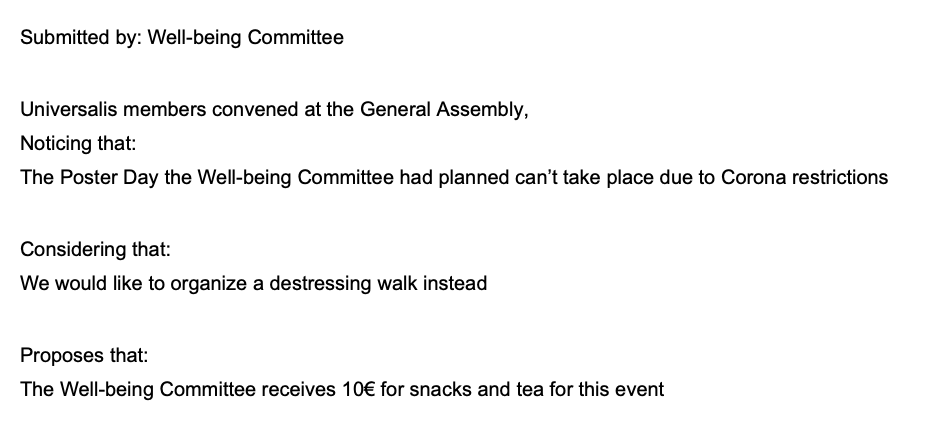 Submitted by: Well-being Committee
Universalis members convened at the General Assembly,
Noticing that:
The Poster Day the Well-being Committee had planned can’t take place due to Corona restrictions
Considering that:
We would like to organize a destressing walk instead
Proposes that:
The Well-being Committee receives 10€ for snacks and tea for this event